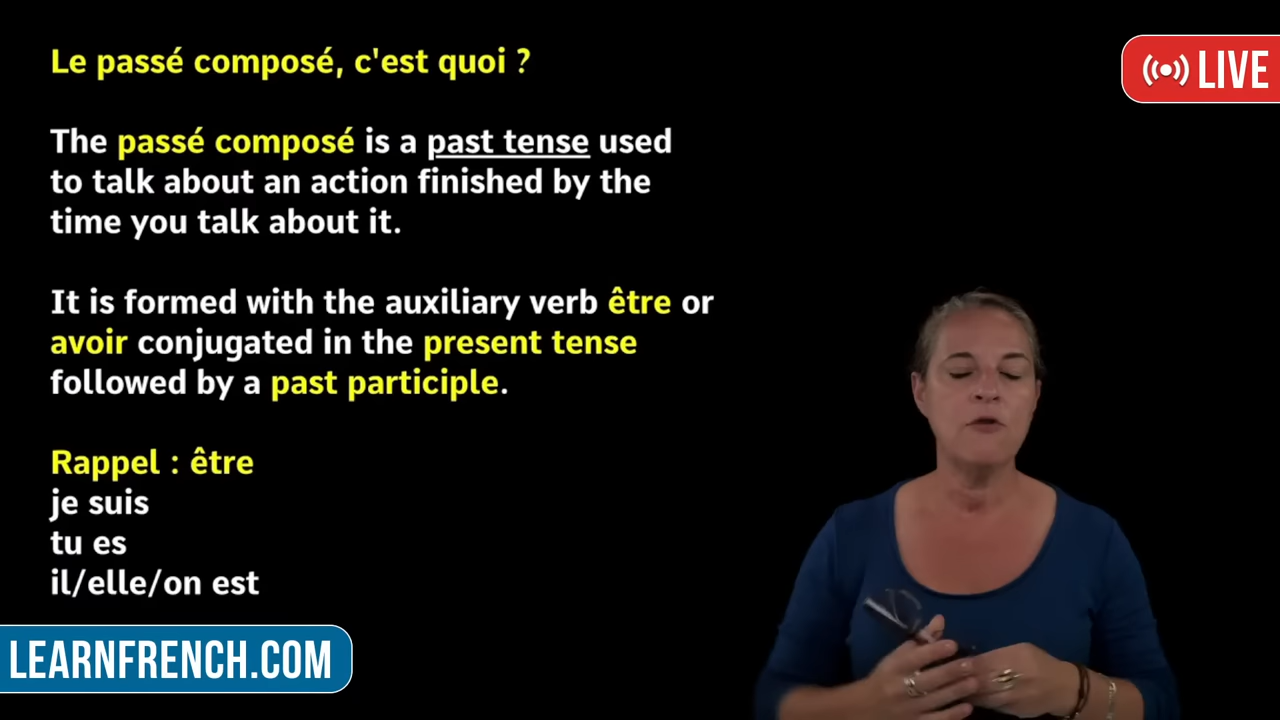 Le passé composé, c'est quoi ?
LIVE
The passé composé is a past tense used
to talk about an action finished by the
time you talk about it.
It is formed with the auxiliary verb être or
avoir conjugated in the present tense
followed by a past participle.
Rappel : être
je suis
tu es
il/elle/on est
LEARNFRENCH.COM